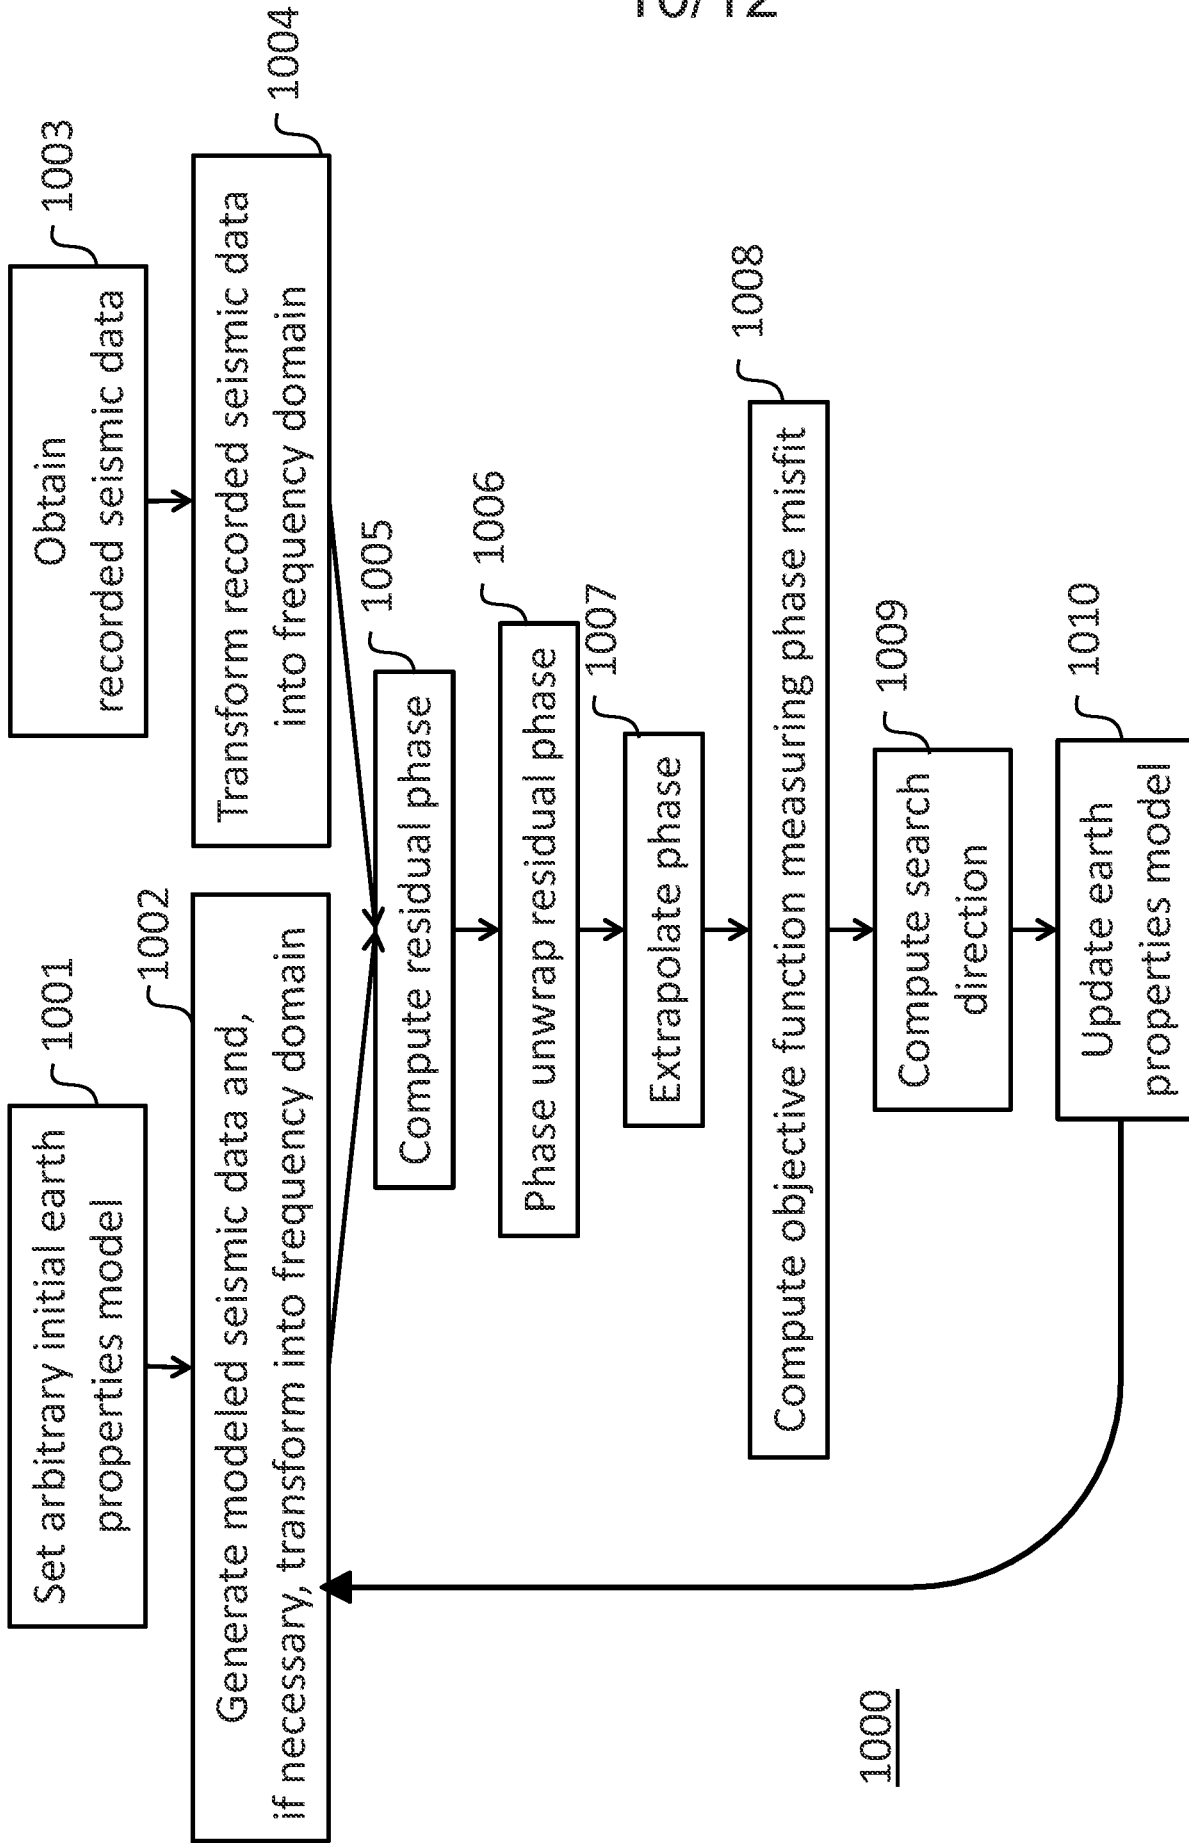 10/12
Set arbitrary initial earth
properties model
1001
Obtain
recorded seismic data
1003
Generate modeled seismic data and,
if necessary, transform into frequency domain
1002
Transform recorded seismic data
into frequency domain
1004
Compute residual phase
1005
Phase unwrap residual phase
1006
Extrapolate phase
1007
Compute objective function measuring phase misfit
1008
Compute search
direction
1009
Update earth
properties model
1010
1000